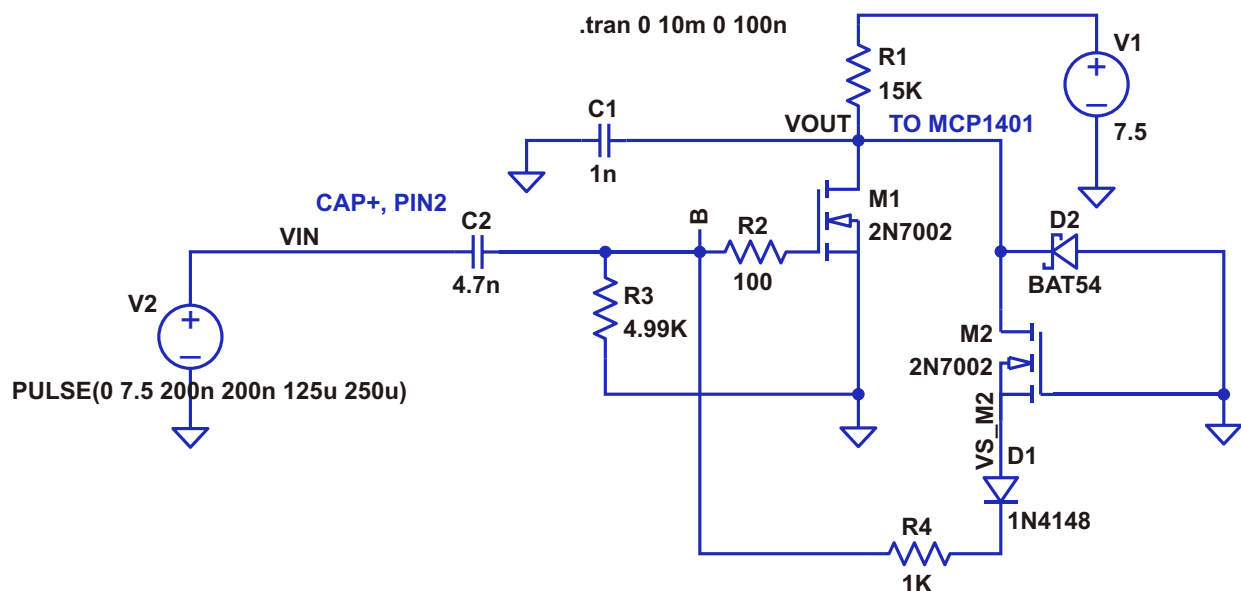 .tran 0 10m 0 100n
V1
7.5
R1
15K
C1
1n
VOUT
TO MCP1401
CAP+, PIN2
VIN
C2
4.7n
B
R2
100
M1
2N7002
D2
BAT54
V2
PULSE(0 7.5 200n 200n 125u 250u)
R3
4.99K
M2
2N7002
VS_M2
D1
1N4148
R4
1K